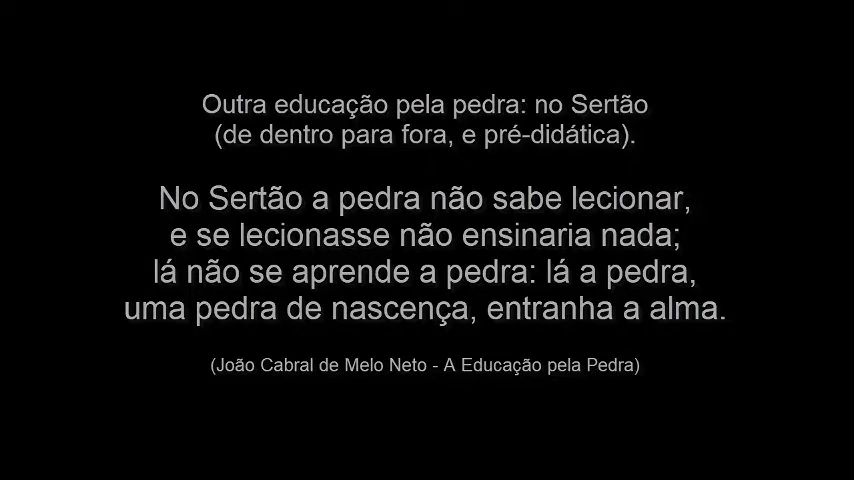 Outra educação pela pedra: no Sertão
(de dentro para fora, e pré-didática).
No Sertão a pedra não sabe lecionar,
e se lecionasse não ensinaria nada;
lá não se aprende a pedra: lá a pedra,
uma pedra de nascença, entranha a alma.
(João Cabral de Melo Neto - A Educação pela Pedra)